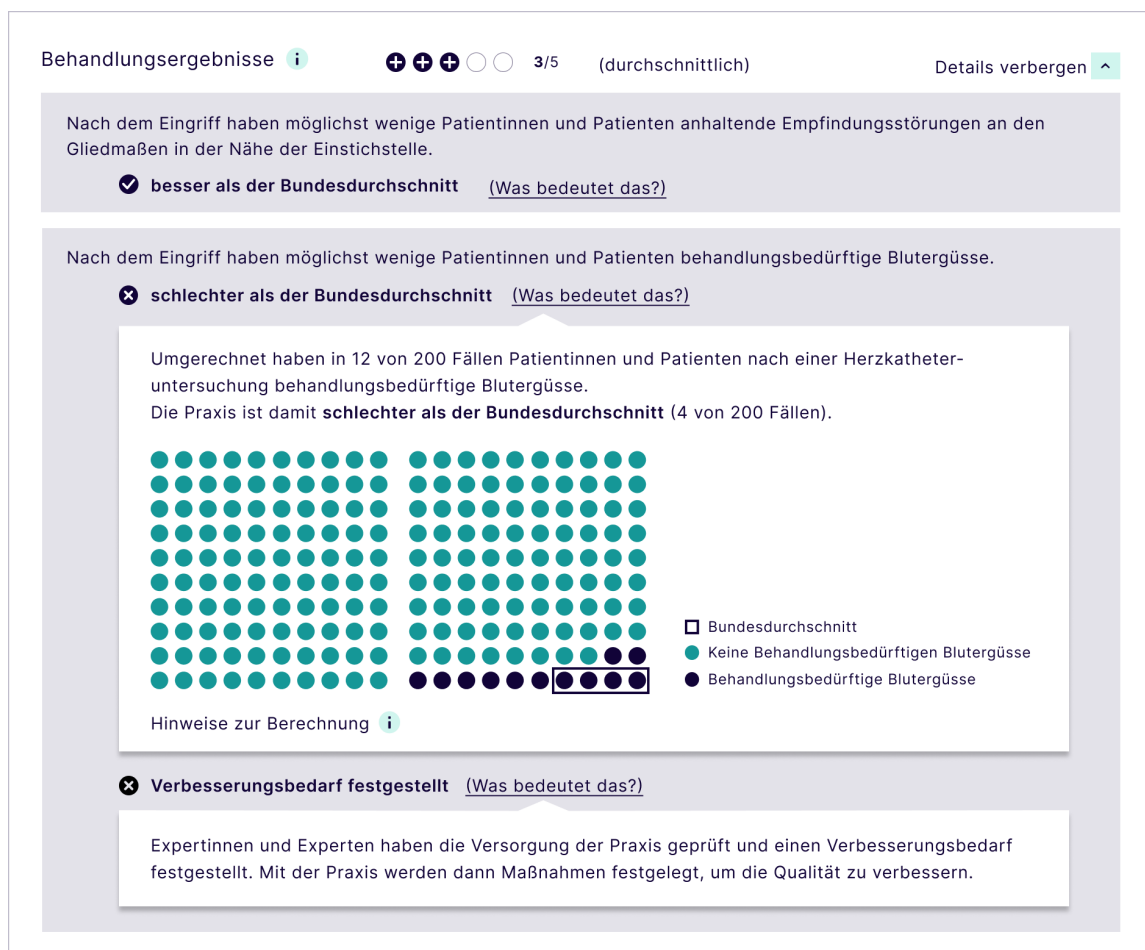 Behandlungsergebnisse i 3/5 (durchschnittlich) Details verbergen
Nach dem Eingriff haben möglichst wenige Patientinnen und Patienten anhaltende Empfindungsstörungen an den
Gliedmaßen in der Nähe der Einstichstelle.
besser als der Bundesdurchschnitt (Was bedeutet das?)
Nach dem Eingriff haben möglichst wenige Patientinnen und Patienten behandlungsbedürftige Blutergüsse.
schlechter als der Bundesdurchschnitt (Was bedeutet das?)
Umgerechnet haben in 12 von 200 Fällen Patientinnen und Patienten nach einer Herzkatheter-
untersuchung behandlungsbedürftige Blutergüsse.
Die Praxis ist damit schlechter als der Bundesdurchschnitt (4 von 200 Fällen).
Bundesdurchschnitt
Keine Behandlungsbedürftigen Blutergüsse
Behandlungsbedürftige Blutergüsse
Hinweise zur Berechnung i
Verbesserungsbedarf festgestellt (Was bedeutet das?)
Expertinnen und Experten haben die Versorgung der Praxis geprüft und einen Verbesserungsbedarf
festgestellt. Mit der Praxis werden dann Maßnahmen festgelegt, um die Qualität zu verbessern.